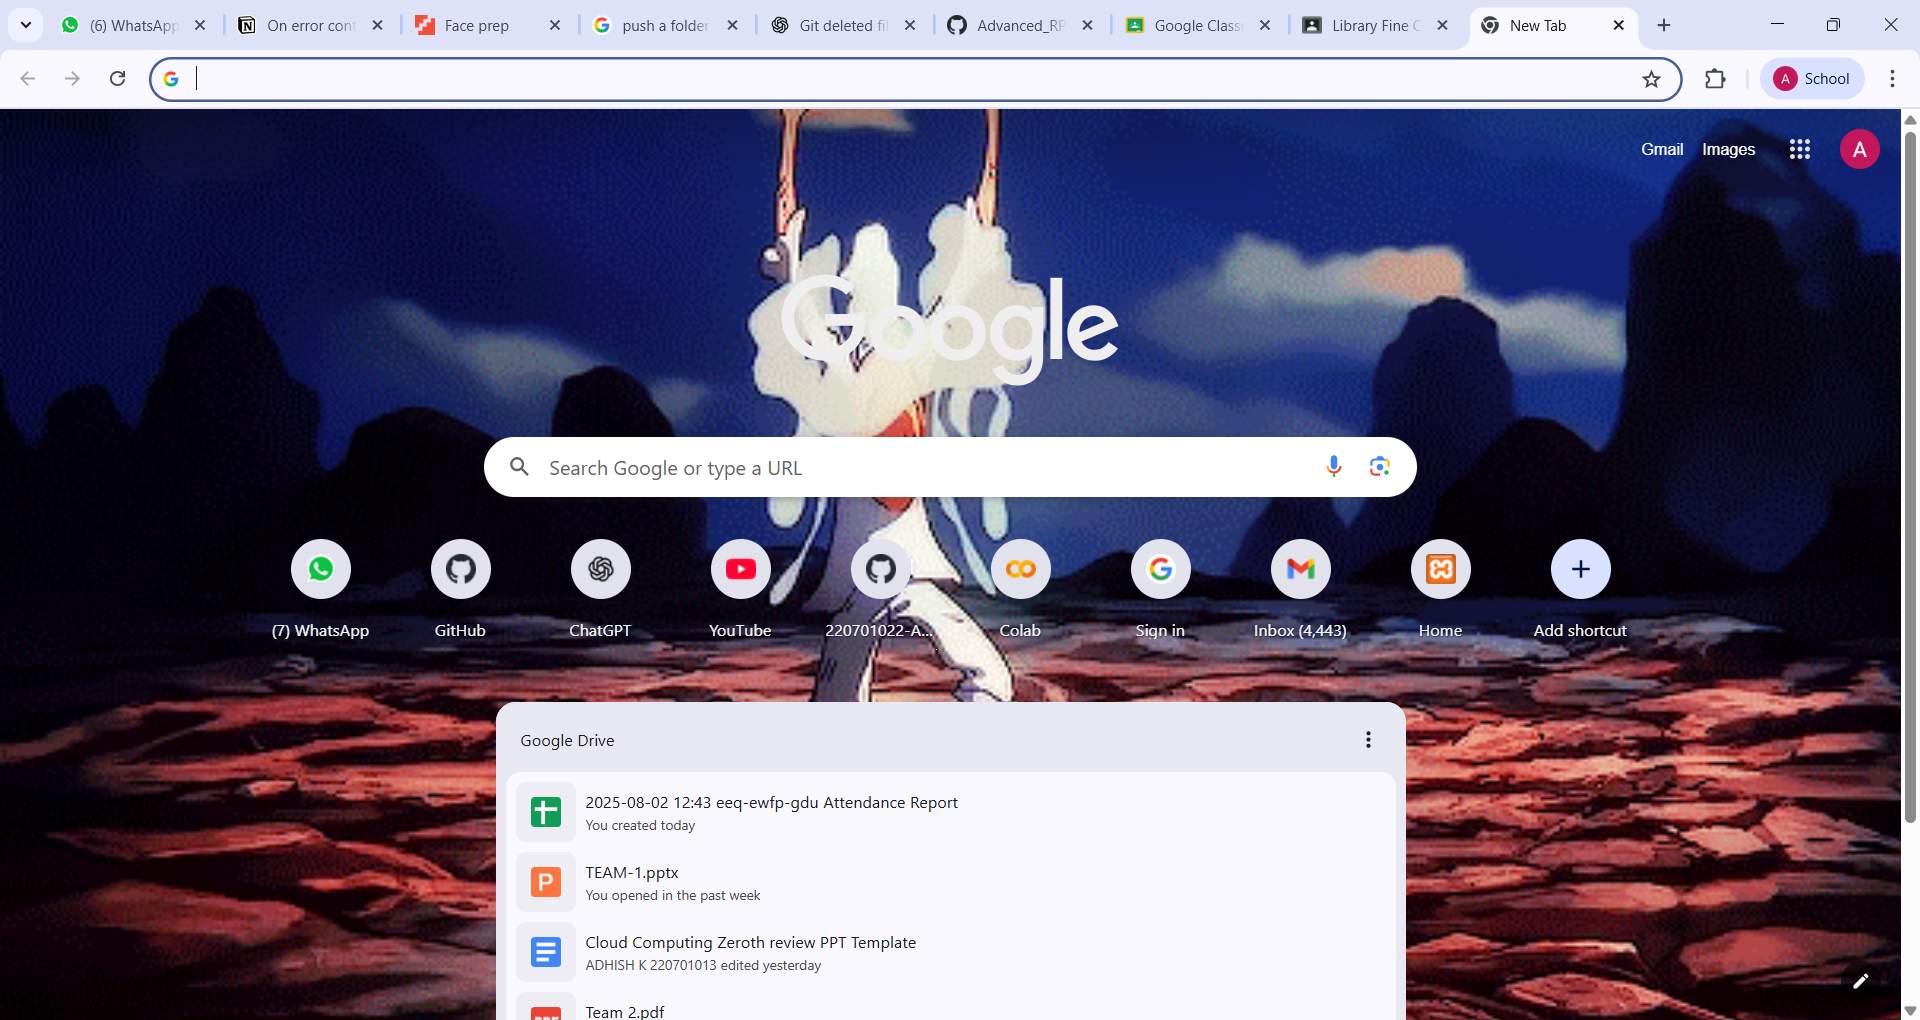 (6) WhatsApp
On error cont
Face prep
push a folder
Git deleted fil
Advanced_RP
Google Class
Library Fine C
New Tab
School
Gmail Images
A
Google
Search Google or type a URL
(7) WhatsApp
GitHub
ChatGPT
YouTube
220701022-A...
Colab
Sign in
Inbox (4,443)
Home
Add shortcut
Google Drive
2025-08-02 12:43 eeq-ewfp-gdu Attendance Report
You created today
TEAM-1.pptx
You opened in the past week
Cloud Computing Zeroth review PPT Template
ADHISH K 220701013 edited yesterday
Team 2.pdf